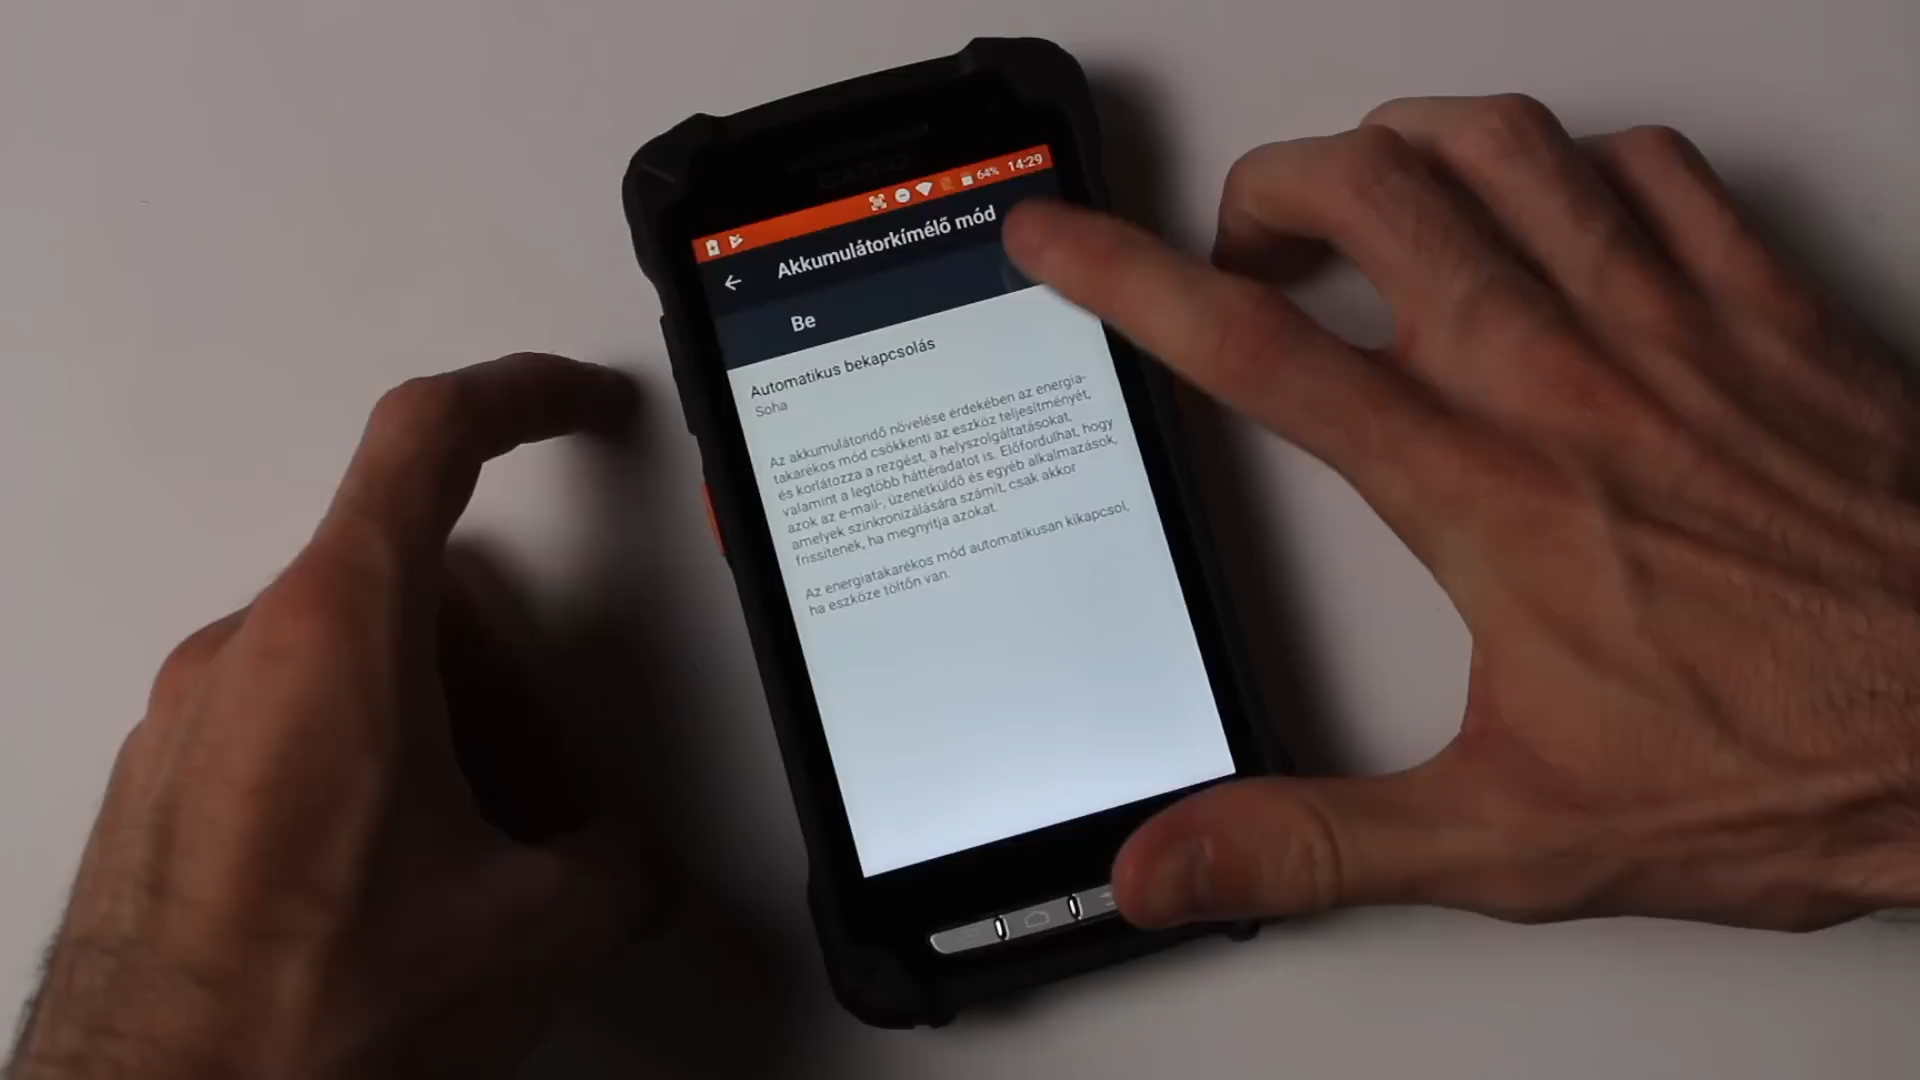 64% 14:29
Akkumulátorkímélő mód
Be
Automatikus bekapcsolás
Soha
Az akkumulátoridő növelése érdekében az energia-
takarékos mód csökkenti az eszköz teljesítményét,
és korlátozza a rezgést, a helyszolgáltatásokat,
valamint a legtöbb háttéradatot is. Előfordulhat, hogy
azok az e-mail-, üzenetküldő és egyéb alkalmazások,
amelyek szinkronizálására számít, csak akkor
frissítenek, ha megnyitja azokat.
Az energiatakarékos mód automatikusan kikapcsol,
ha eszköze töltőn van.